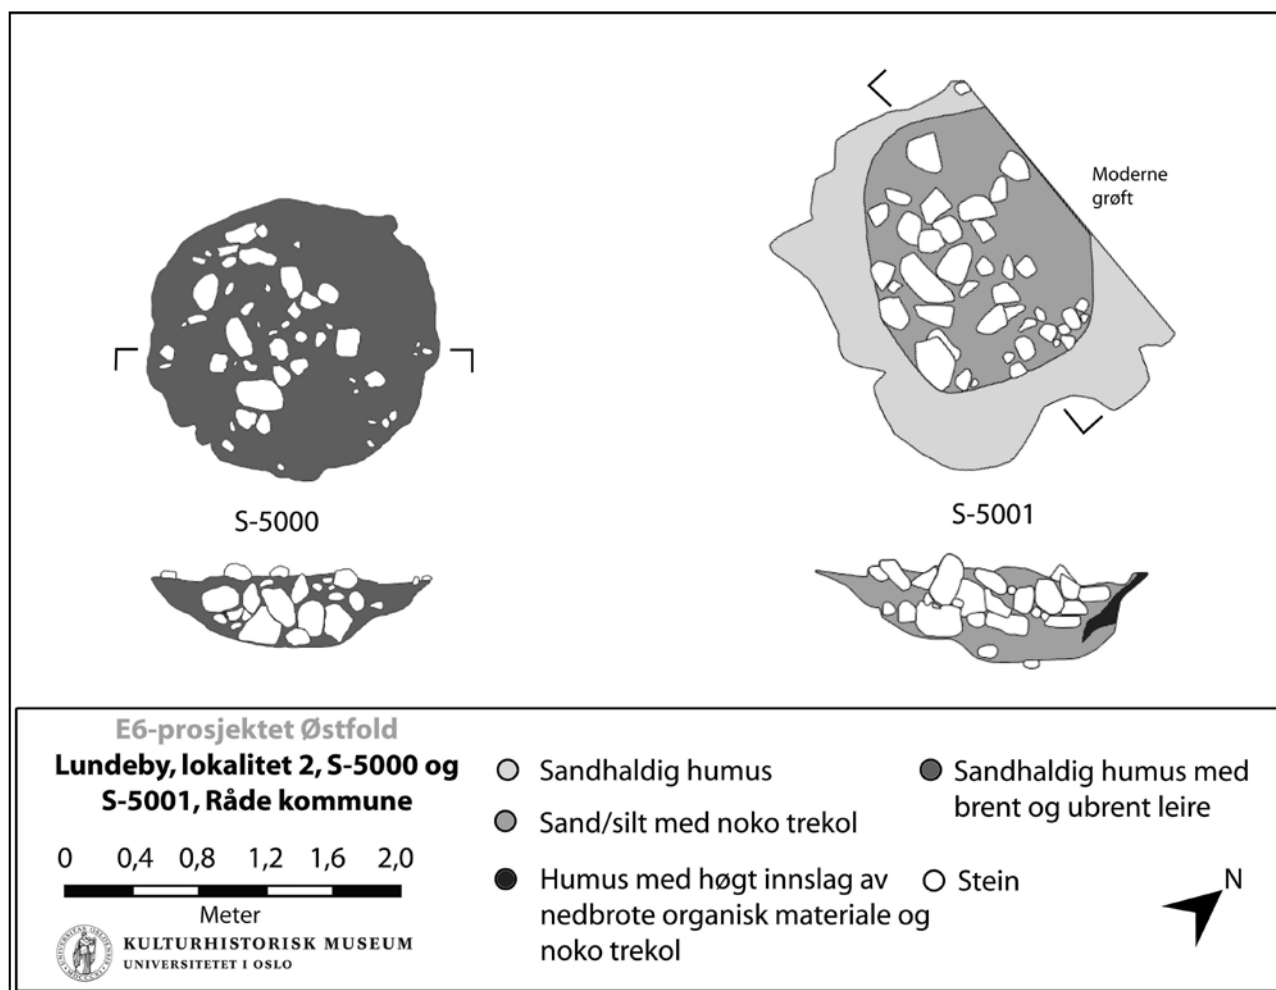 Moderne
grøft
S-5000
S-5001
E6-prosjektet Østfold
Lundeby, lokalitet 2, S-5000 og
S-5001, Råde kommune
0 0,4 0,8 1,2 1,6 2,0
Meter
KULTURHISTORISK MUSEUM
UNIVERSITETET I OSLO
Sandhaldig humus
Sand/silt med noko trekol
Humus med høgt innslag av
nedbrote organisk materiale og
noko trekol
Sandhaldig humus med
brent og ubrent leire
Stein
N